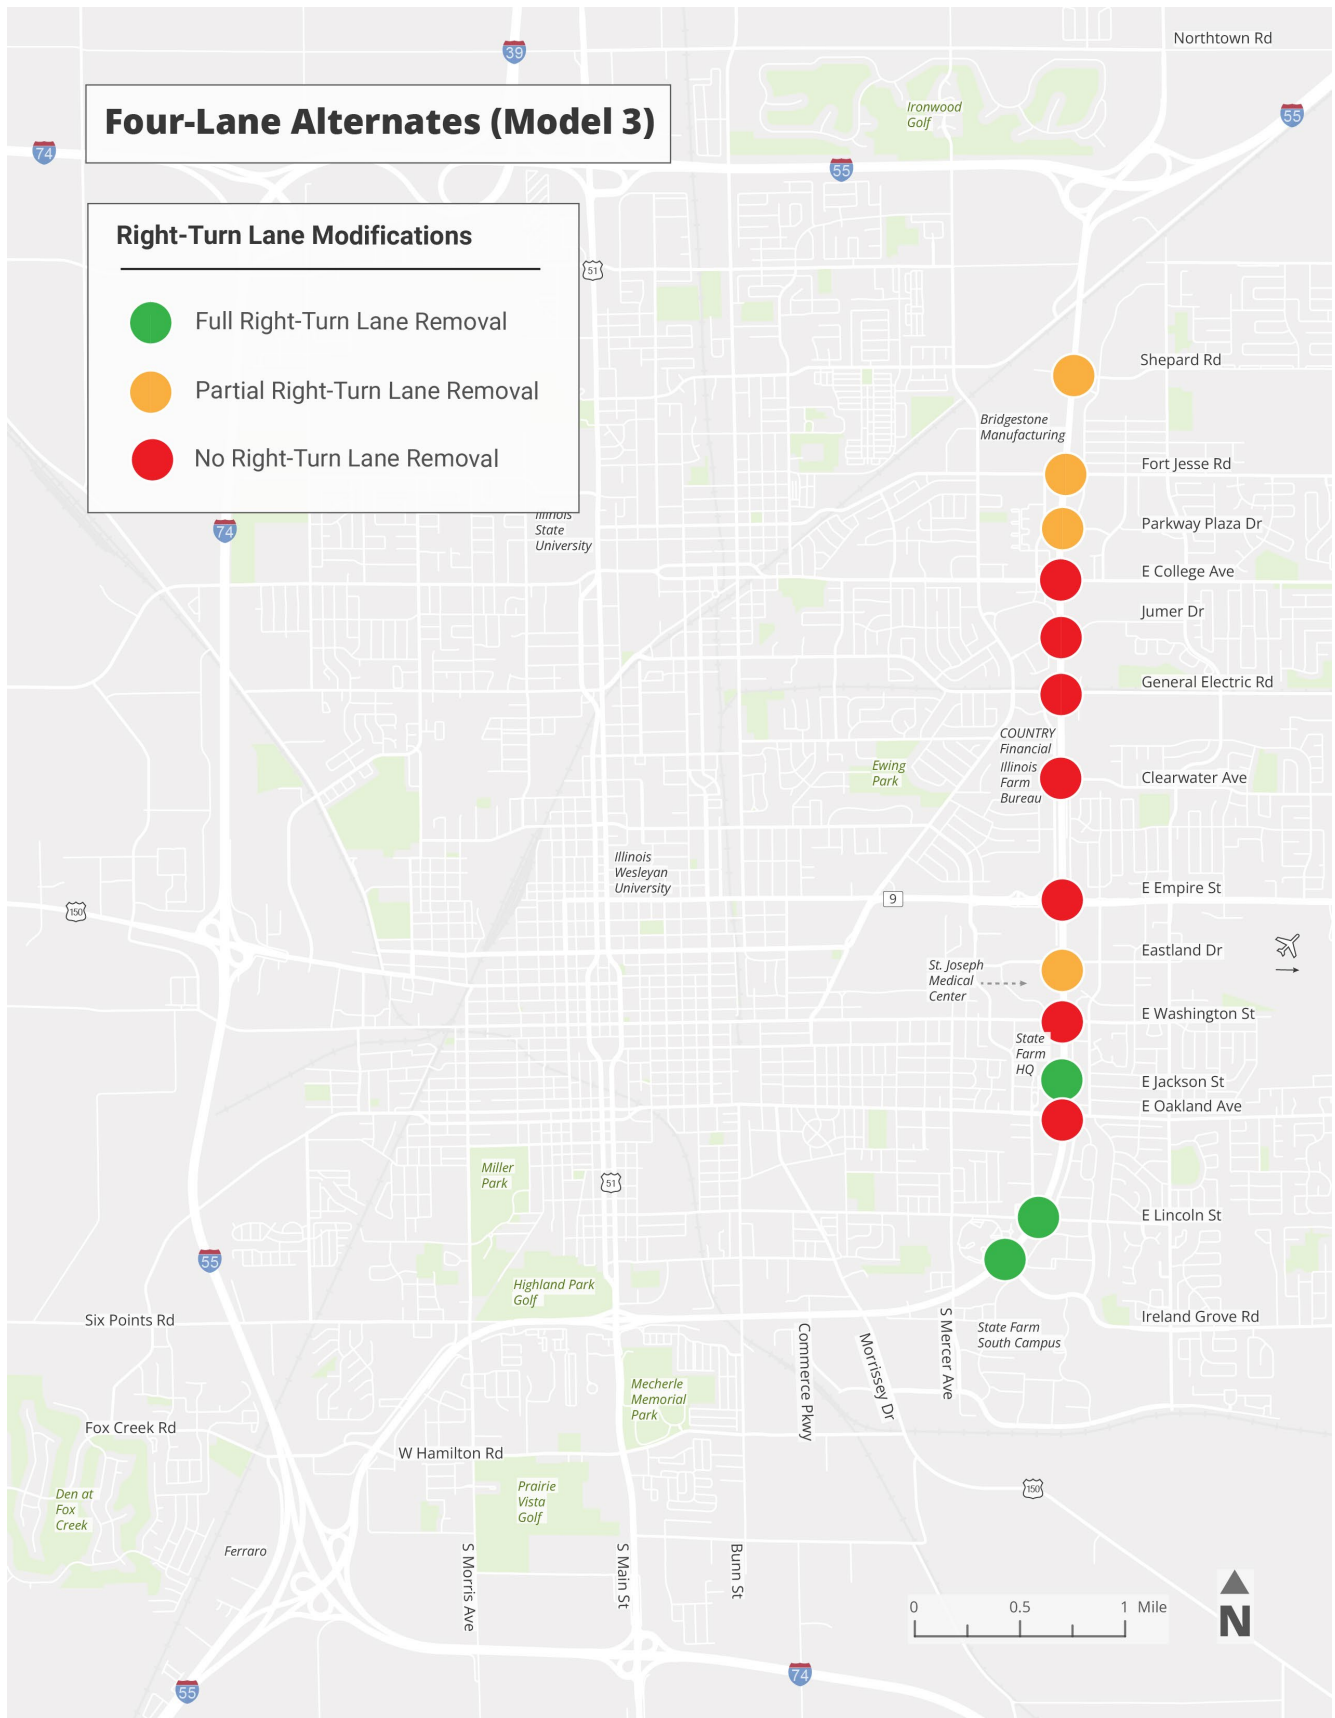 Northtown Rd
39
Ironwood
Golf
Four-Lane Alternates (Model 3)
55
74
55
Right-Turn Lane Modifications
51
Full Right-Turn Lane Removal
Shepard Rd
Partial Right-Turn Lane Removal
Bridgestone
Manufacturing
No Right-Turn Lane Removal
Fort Jesse Rd
Illinois
State
University
74
Parkway Plaza Dr
E College Ave
Jumer Dr
General Electric Rd
COUNTRY
Financial
Illinois
Farm
Bureau
Ewing
Park
Clearwater Ave
Illinois
Wesleyan
University
E Empire St
9
150
Eastland Dr
St. Joseph
Medical
Center
E Washington St
State
Farm
HQ
E Jackson St
E Oakland Ave
Miller
Park
51
E Lincoln St
55
Highland Park
Golf
Six Points Rd
Ireland Grove Rd
State Farm
South Campus
S Mercer Ave
Commerce Pkwy
Morrissey Dr
Mecherle
Memorial
Park
Fox Creek Rd
W Hamilton Rd
Den at
Fox
Creek
Prairie
Vista
Golf
150
Ferraro
S Morris Ave
S Main St
Bunn St
0 0.5 1 Mile
N
74
55